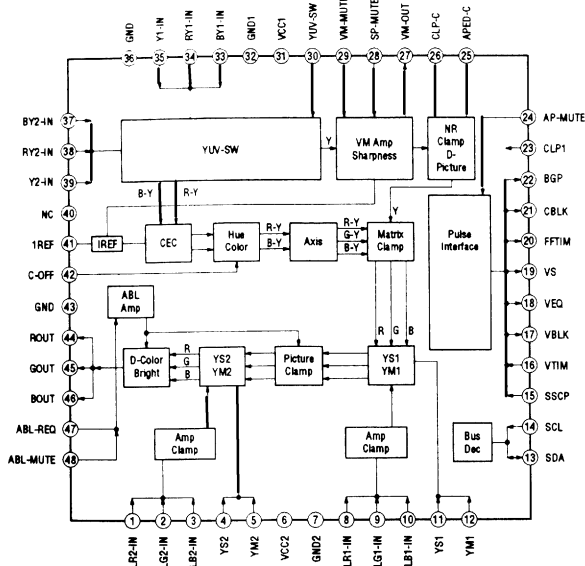 GND
Y1-IN
RY1-IN
BY1-IN
GND1
VCC1
YUV-SW
VM-MUTE
SP-MUTE
VM-OUT
CLP-C
APED-C
36 35 34 33 32 31 30 29 28 27 26 25
BY2-IN 37
RY2-IN 38
Y2-IN 39
NC 40
1REF 41
C-OFF 42
GND 43
ROUT 44
GOUT 45
BOUT 46
ABL-REQ 47
ABL-MUTE 48
YUV-SW
Y
VM Amp
Sharpness
NR
Clamp
D-
Picture
B-Y
R-Y
Y
IREF
CEC
Hue
Color
R-Y
B-Y
Axis
R-Y
G-Y
B-Y
Matrix
Clamp
Pulse
Interface
ABL
Amp
R G B
D-Color
Bright
R
G
B
YS2
YM2
Picture
Clamp
YS1
YM1
Amp
Clamp
Amp
Clamp
Bus
Dec
24 AP-MUTE
23 CLP1
22 BGP
21 CBLK
20 FFTIM
19 VS
18 VEQ
17 VBLK
16 VTIM
15 SSCP
14 SCL
13 SDA
1 2 3 4 5 6 7 8 9 10 11 12
LR2-IN
LG2-IN
LB2-IN
YS2
YM2
VCC2
GND2
LR1-IN
LG1-IN
LB1-IN
YS1
YM1